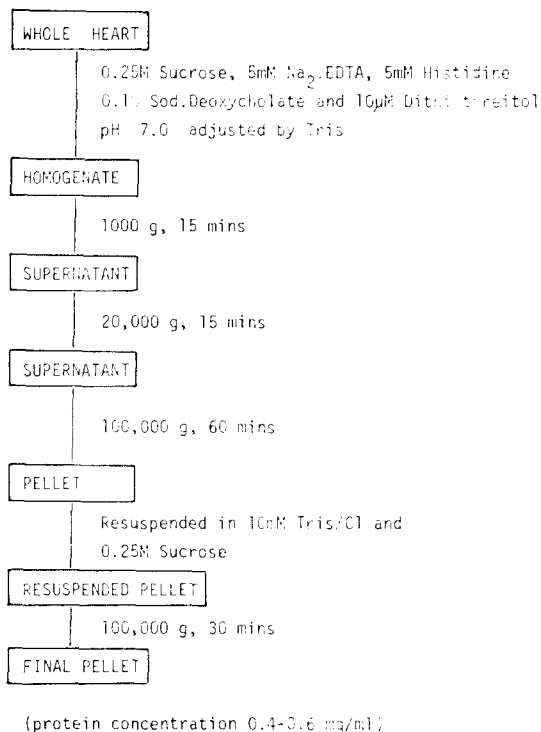 WHOLE HEART
0.25M Sucrose, 5mM Na2.EDTA, 5mM Histidine
0.1% Sod.Deoxycholate and 10μM Dithiothreitol
pH 7.0 adjusted by Tris
HOMOGENATE
1000 g, 15 mins
SUPERNATANT
20,000 g, 15 mins
SUPERNATANT
100,000 g, 60 mins
PELLET
Resuspended in 10mM Tris/Cl and
0.25M Sucrose
RESUSPENDED PELLET
100,000 g, 30 mins
FINAL PELLET
(protein concentration 0.4-0.6 mg/ml)